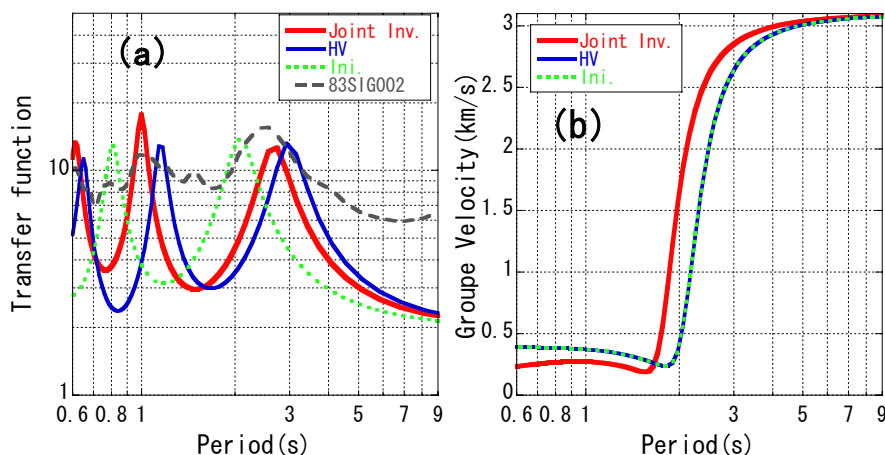 (a)
Joint Inv.
HV
Ini.
83SIG002
Transfer function
10
1
0.6 0.8 1 3 5 7 9
Period(s)
(b)
Joint Inv.
HV
Ini.
Groupe Velocity(km/s)
3
2.5
2
1.5
1
0.5
0
0.6 1 3 5 7 9
Period(s)